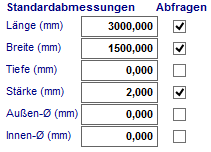 Standardabmessungen Abfragen
Länge (mm) 3000,000
Breite (mm) 1500,000
Tiefe (mm) 0,000
Stärke (mm) 2,000
Außen-Ø (mm) 0,000
Innen-Ø (mm) 0,000